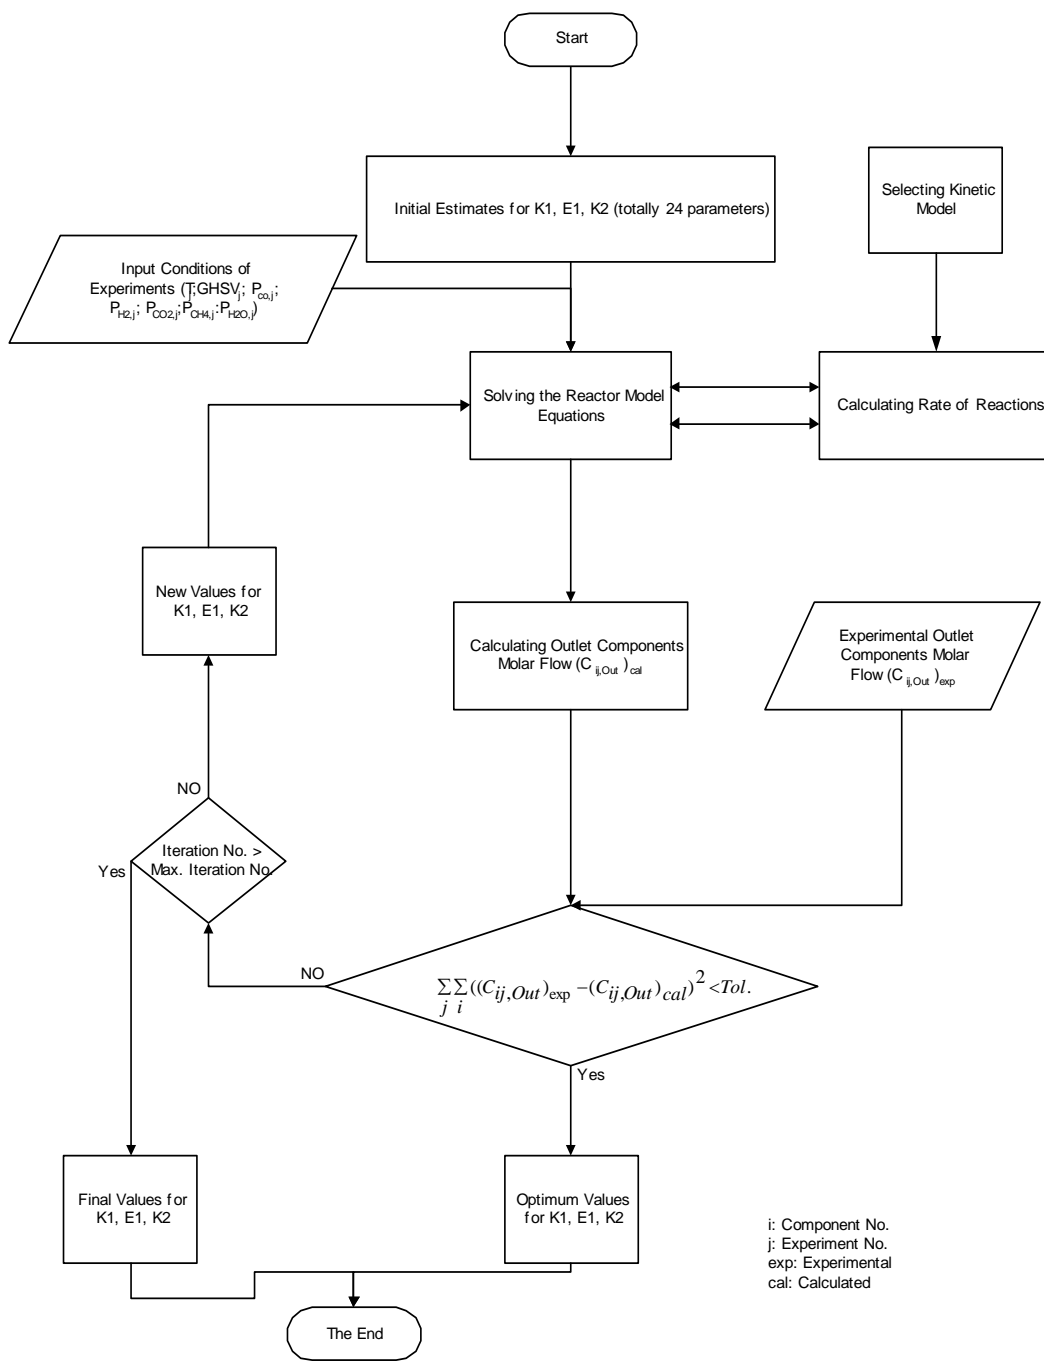 Start
Initial Estimates for K1, E1, K2 (totally 24 parameters)
Selecting Kinetic
Model
Input Conditions of
Experiments (Tj;GHSVj; Pco,j;
PH2,j; PCO2,j;PCH4,j:PH2O,j)
Solving the Reactor Model
Equations
Calculating Rate of Reactions
New Values for
K1, E1, K2
Calculating Outlet Components
Molar Flow (C ij,Out )cal
Experimental Outlet
Components Molar
Flow (C ij,Out )exp
NO
Iteration No. >
Max. Iteration No.
Yes
NO
∑∑((Cij,Out)exp −(Cij,Out)cal)2 <Tol.
j i
Yes
Final Values for
K1, E1, K2
Optimum Values
for K1, E1, K2
i: Component No.
j: Experiment No.
exp: Experimental
cal: Calculated
The End